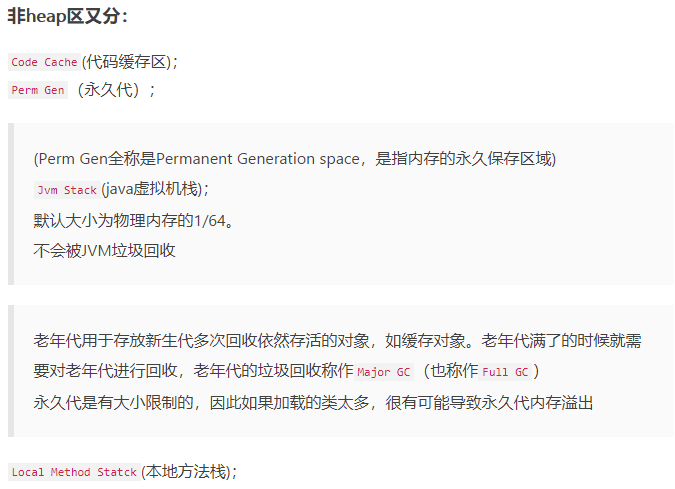 非heap区又分：
Code Cache(代码缓存区)；
Perm Gen （永久代）；
(Perm Gen全称是Permanent Generation space，是指内存的永久保存区域)
Jvm Stack(java虚拟机栈)；
默认大小为物理内存的1/64。
不会被JVM垃圾回收
老年代用于存放新生代多次回收依然存活的对象，如缓存对象。老年代满了的时候就需
要对老年代进行回收，老年代的垃圾回收称作Major GC （也称作Full GC ）
永久代是有大小限制的，因此如果加载的类太多，很有可能导致永久代内存溢出
Local Method Statck(本地方法栈)；